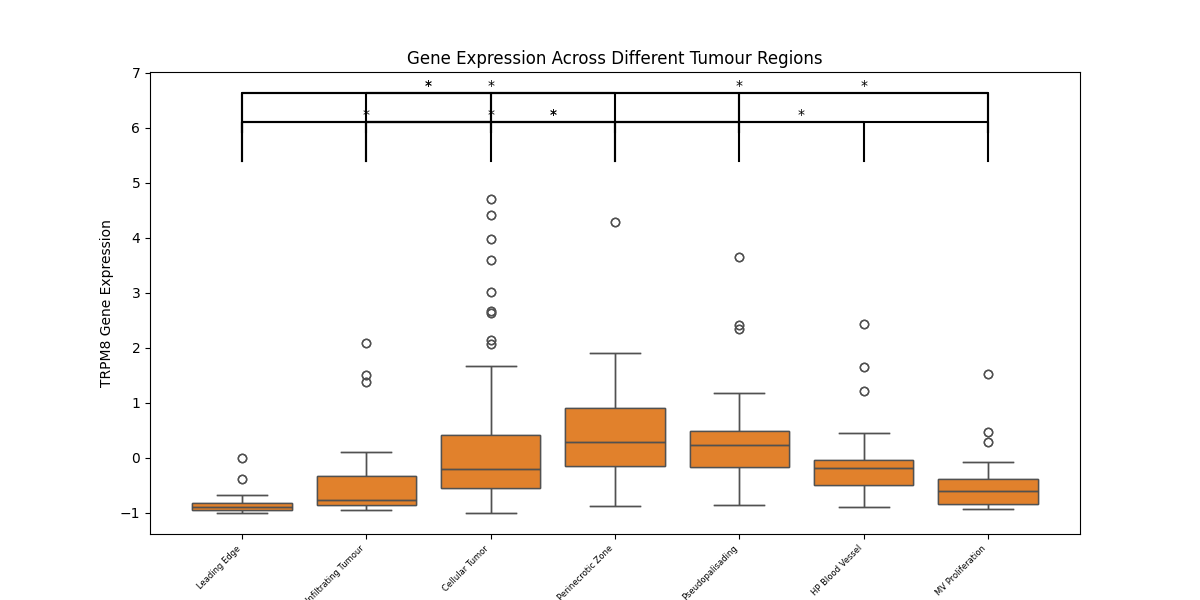 Gene Expression Across Different Tumour Regions
TRPM8 Gene Expression
7
6
5
4
3
2
1
0
−1
* * * *
* * * *
Leading Edge
Infiltrating Tumour
Cellular Tumor
Perinecrotic Zone
Pseudopalisading
HP Blood Vessel
MV Proliferation